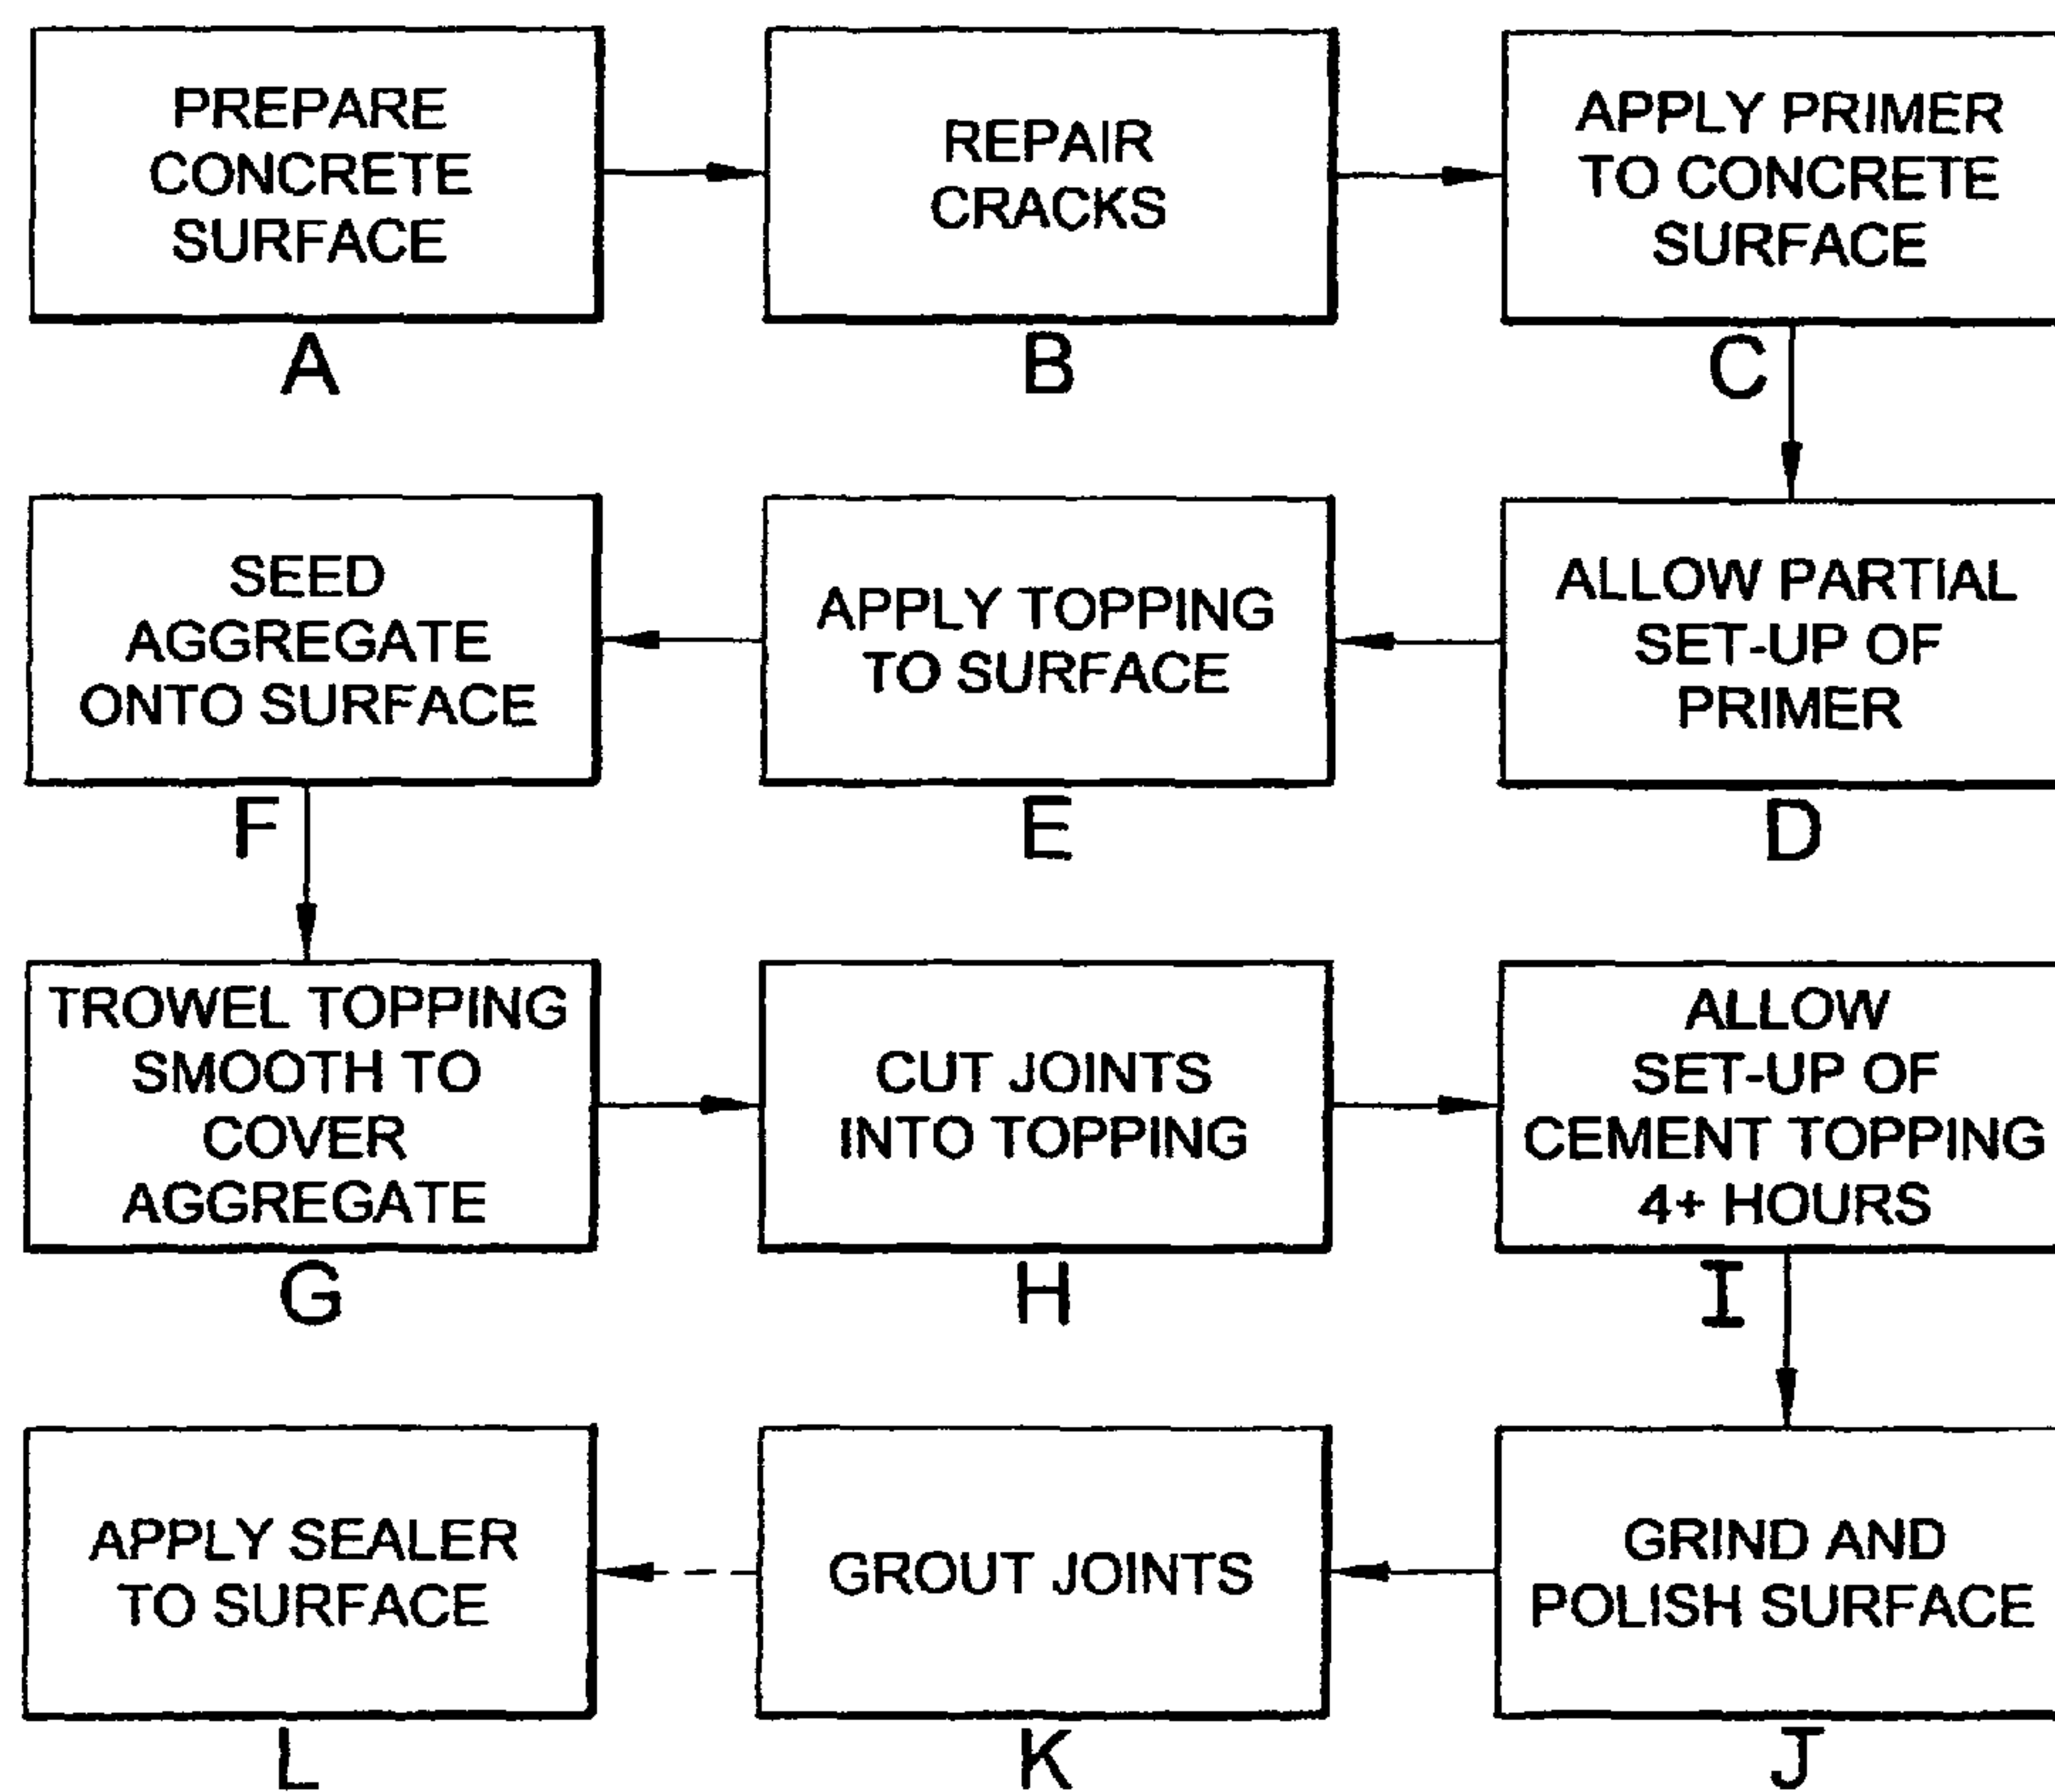 PREPARE
CONCRETE
SURFACE
A
REPAIR
CRACKS
B
APPLY PRIMER
TO CONCRETE
SURFACE
C
ALLOW PARTIAL
SET-UP OF
PRIMER
D
APPLY TOPPING
TO SURFACE
E
SEED
AGGREGATE
ONTO SURFACE
F
TROWEL TOPPING
SMOOTH TO
COVER
AGGREGATE
G
CUT JOINTS
INTO TOPPING
H
ALLOW
SET-UP OF
CEMENT TOPPING
4+ HOURS
I
GRIND AND
POLISH SURFACE
J
GROUT JOINTS
K
APPLY SEALER
TO SURFACE
L